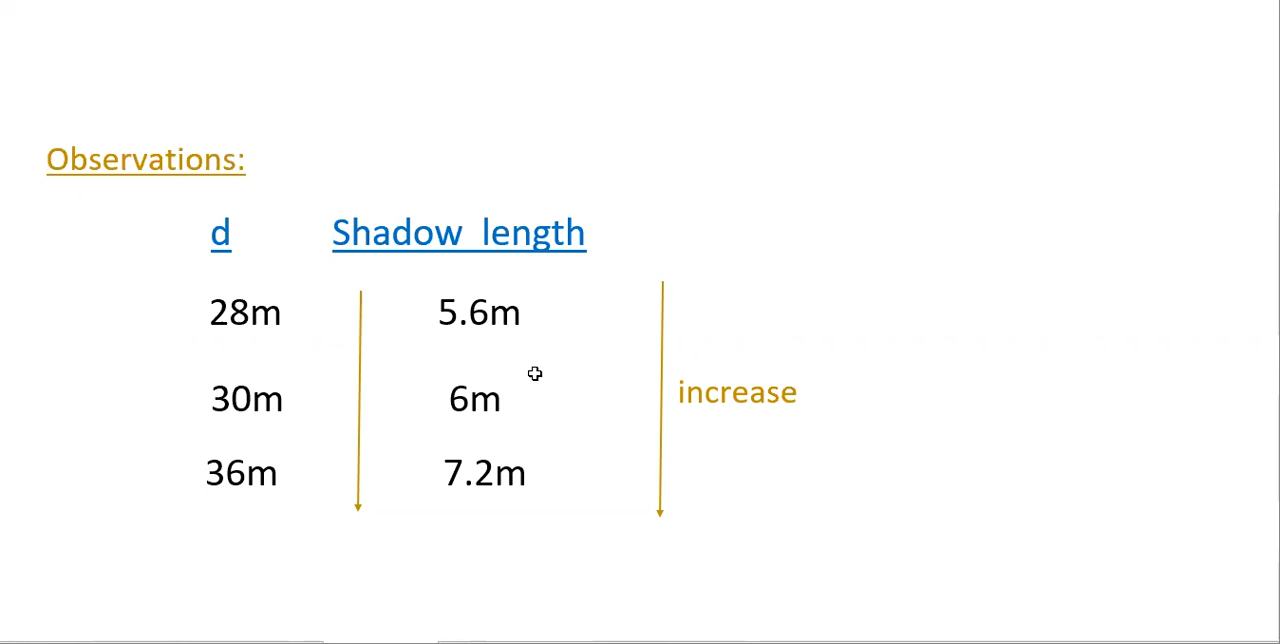 Observations:
d Shadow length
28m 5.6m
30m 6m
increase
36m 7.2m